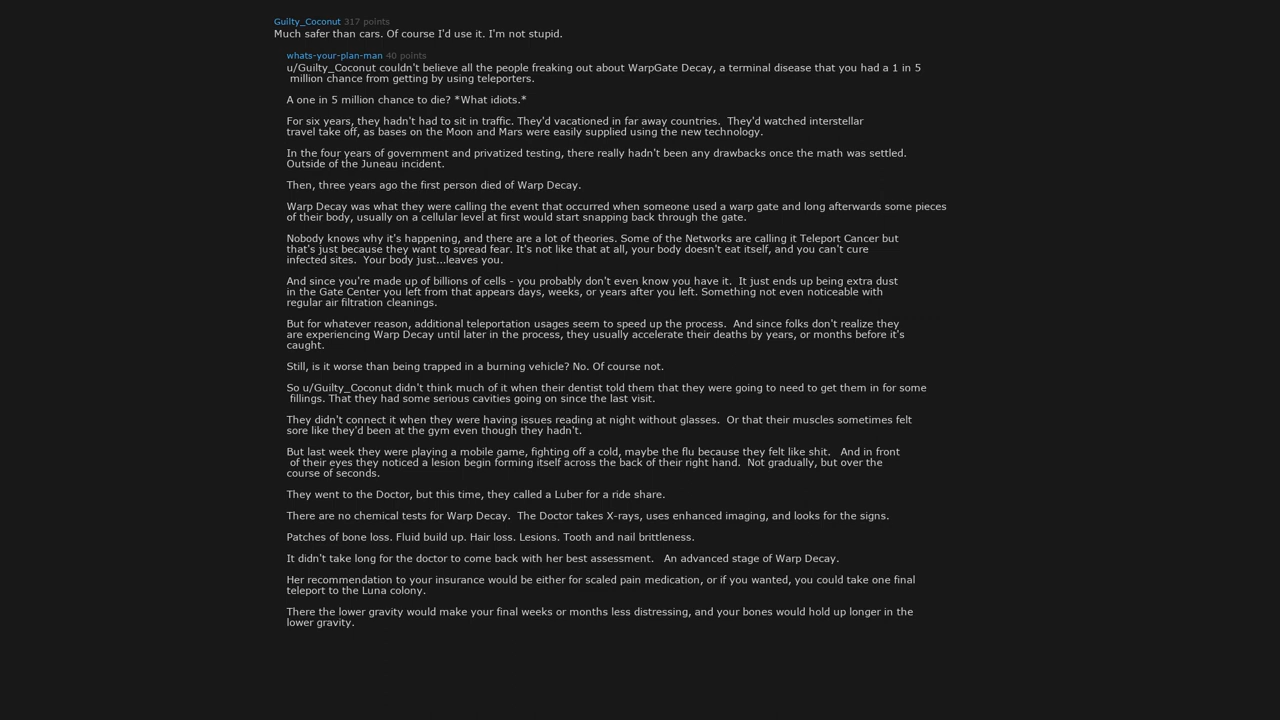 Guilty_Coconut 317 points
Much safer than cars. Of course I'd use it. I'm not stupid.
whats-your-plan-man 40 points
u/Guilty_Coconut couldn't believe all the people freaking out about WarpGate Decay, a terminal disease that you had a 1 in 5
million chance from getting by using teleporters.
A one in 5 million chance to die? *What idiots.*
For six years, they hadn't had to sit in traffic. They'd vacationed in far away countries.  They'd watched interstellar
travel take off, as bases on the Moon and Mars were easily supplied using the new technology.
In the four years of government and privatized testing, there really hadn't been any drawbacks once the math was settled.
Outside of the Juneau incident.
Then, three years ago the first person died of Warp Decay.
Warp Decay was what they were calling the event that occurred when someone used a warp gate and long afterwards some pieces
of their body, usually on a cellular level at first would start snapping back through the gate.
Nobody knows why it's happening, and there are a lot of theories. Some of the Networks are calling it Teleport Cancer but
that's just because they want to spread fear. It's not like that at all, your body doesn't eat itself, and you can't cure
infected sites.  Your body just...leaves you.
And since you're made up of billions of cells - you probably don't even know you have it.  It just ends up being extra dust
in the Gate Center you left from that appears days, weeks, or years after you left. Something not even noticeable with
regular air filtration cleanings.
But for whatever reason, additional teleportation usages seem to speed up the process.  And since folks don't realize they
are experiencing Warp Decay until later in the process, they usually accelerate their deaths by years, or months before it's
caught.
Still, is it worse than being trapped in a burning vehicle? No. Of course not.
So u/Guilty_Coconut didn't think much of it when their dentist told them that they were going to need to get them in for some
fillings. That they had some serious cavities going on since the last visit.
They didn't connect it when they were having issues reading at night without glasses.  Or that their muscles sometimes felt
sore like they'd been at the gym even though they hadn't.
But last week they were playing a mobile game, fighting off a cold, maybe the flu because they felt like shit.   And in front
of their eyes they noticed a lesion begin forming itself across the back of their right hand.  Not gradually, but over the
course of seconds.
They went to the Doctor, but this time, they called a Luber for a ride share.
There are no chemical tests for Warp Decay.  The Doctor takes X-rays, uses enhanced imaging, and looks for the signs.
Patches of bone loss. Fluid build up. Hair loss. Lesions. Tooth and nail brittleness.
It didn't take long for the doctor to come back with her best assessment.   An advanced stage of Warp Decay.
Her recommendation to your insurance would be either for scaled pain medication, or if you wanted, you could take one final
teleport to the Luna colony.
There the lower gravity would make your final weeks or months less distressing, and your bones would hold up longer in the
lower gravity.